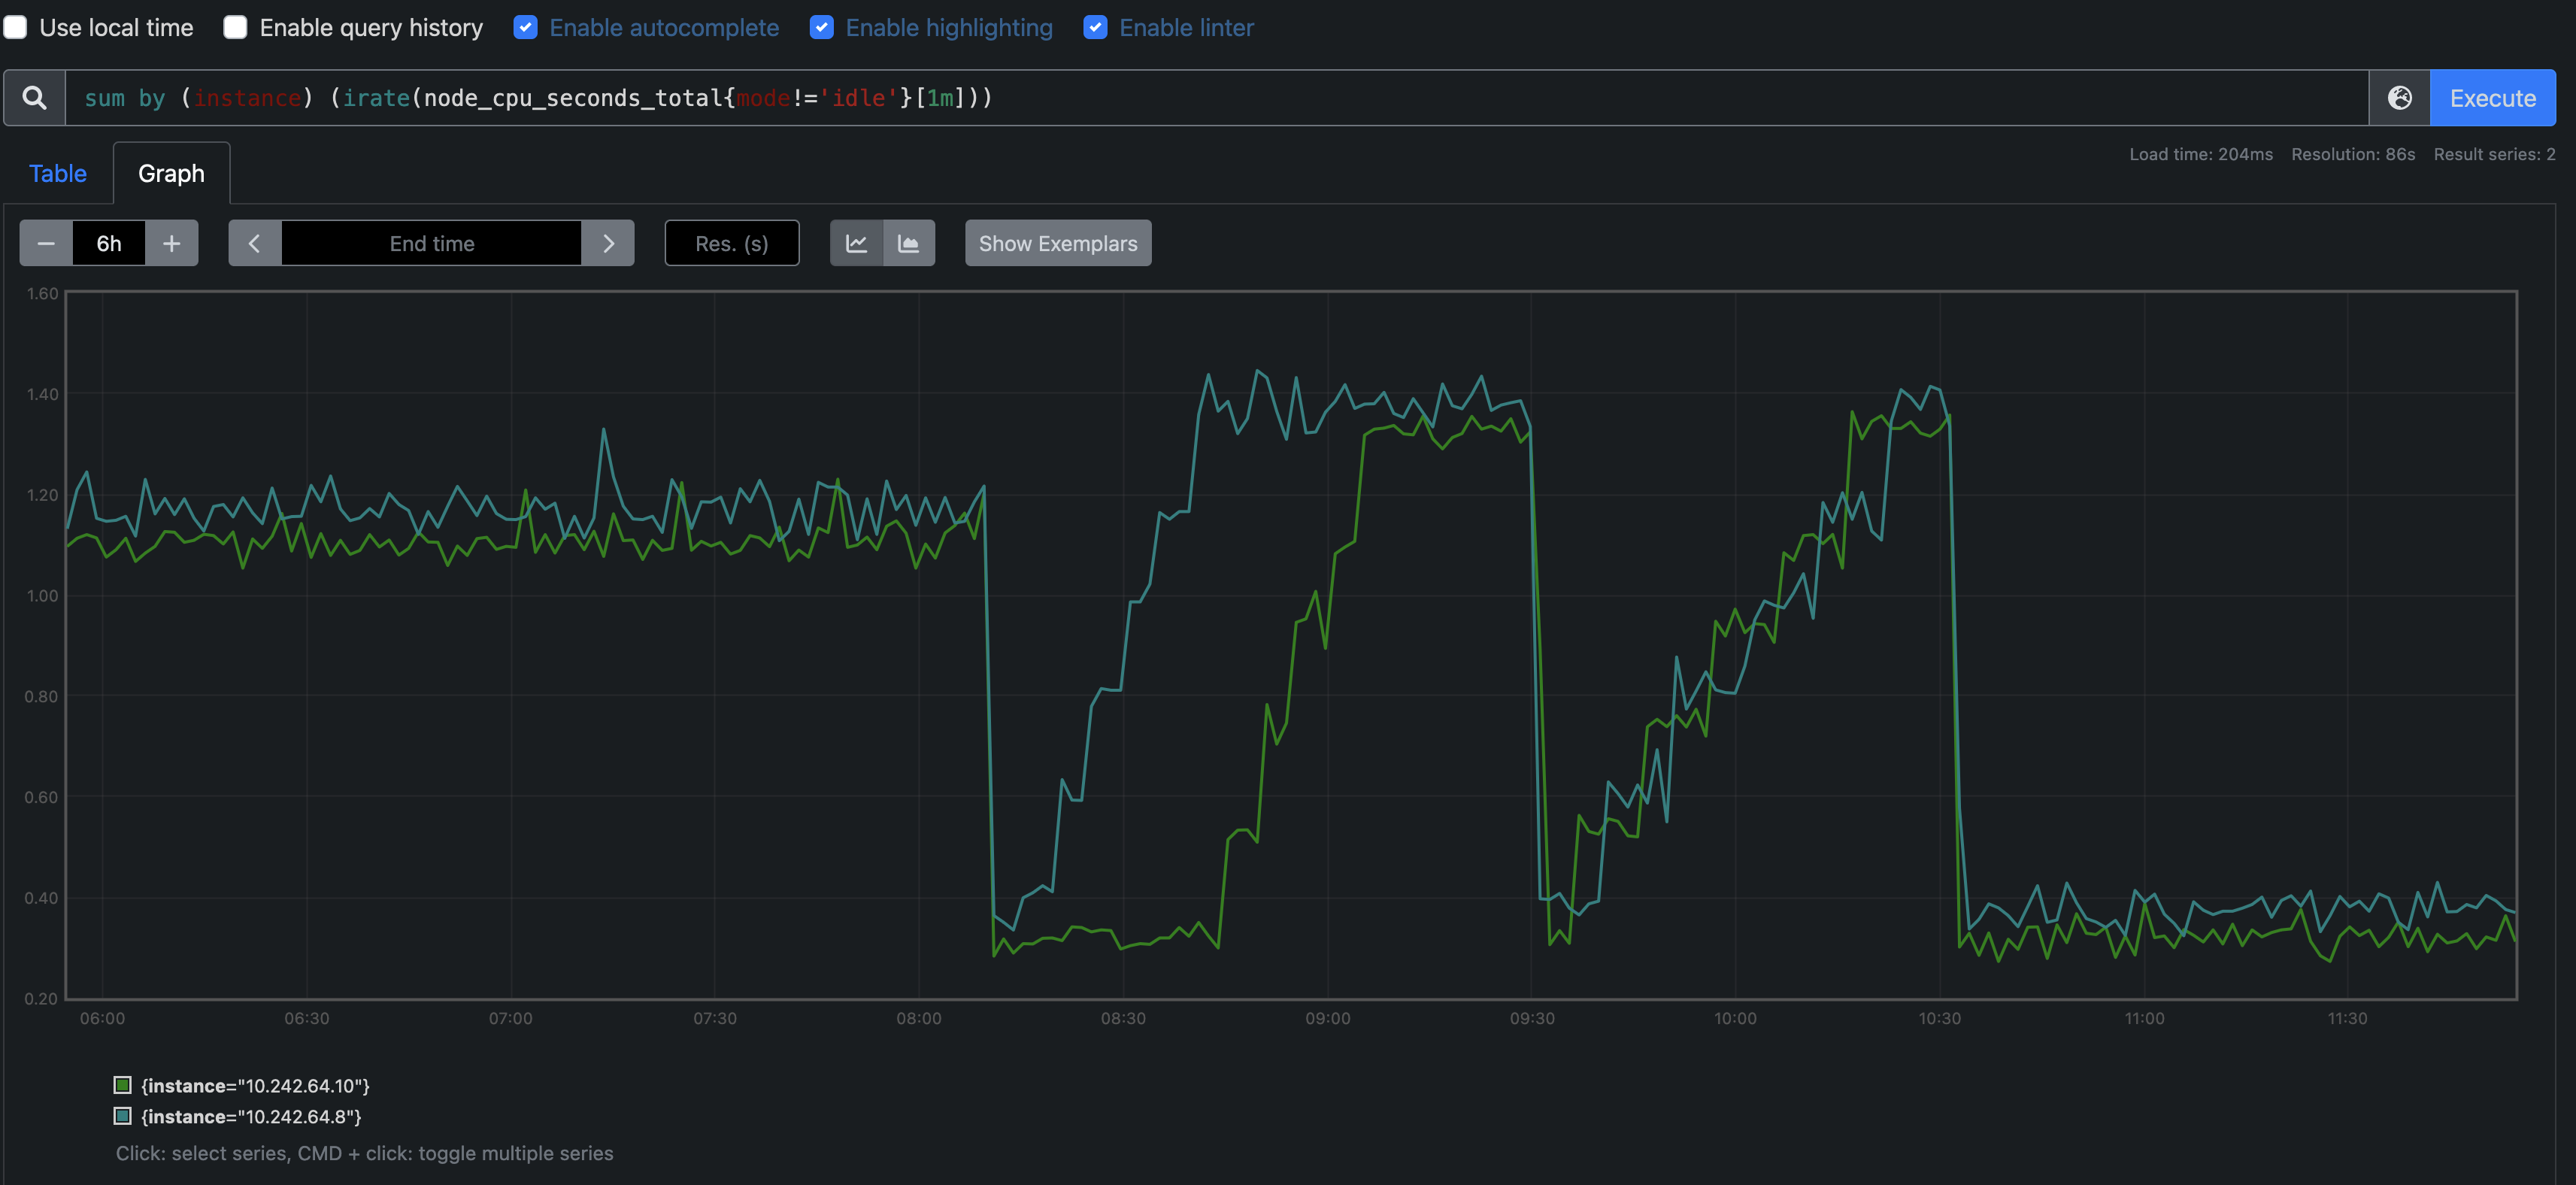 Use local time Enable query history Enable autocomplete Enable highlighting Enable linter
sum by (instance) (irate(node_cpu_seconds_total{mode!='idle'}[1m]))
Execute
Table Graph
Load time: 204ms Resolution: 86s Result series: 2
6h End time Res. (s) Show Exemplars
1.60
1.40
1.20
1.00
0.80
0.60
0.40
0.20
06:00 06:30 07:00 07:30 08:00 08:30 09:00 09:30 10:00 10:30 11:00 11:30
{instance="10.242.64.10"}
{instance="10.242.64.8"}
Click: select series, CMD + click: toggle multiple series